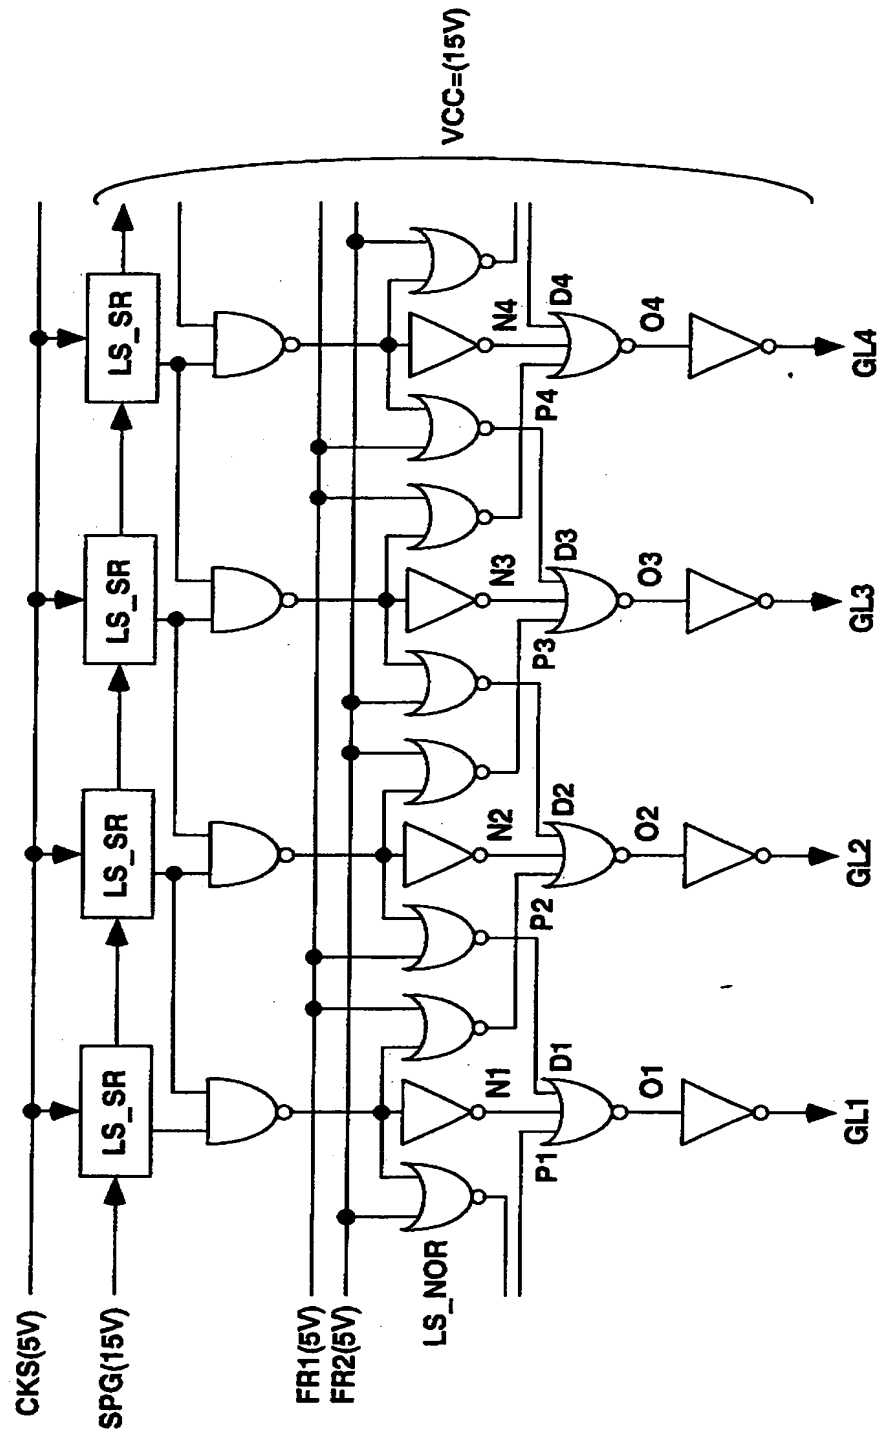 CKS(5V)
SPG(15V)
FR1(5V)
FR2(5V)
LS_NOR
VCC=(15V)
LS_SR
LS_SR
LS_SR
LS_SR
N1
N2
N3
N4
P1
D1
P2
D2
P3
D3
P4
D4
O1
O2
O3
O4
GL1
GL2
GL3
GL4